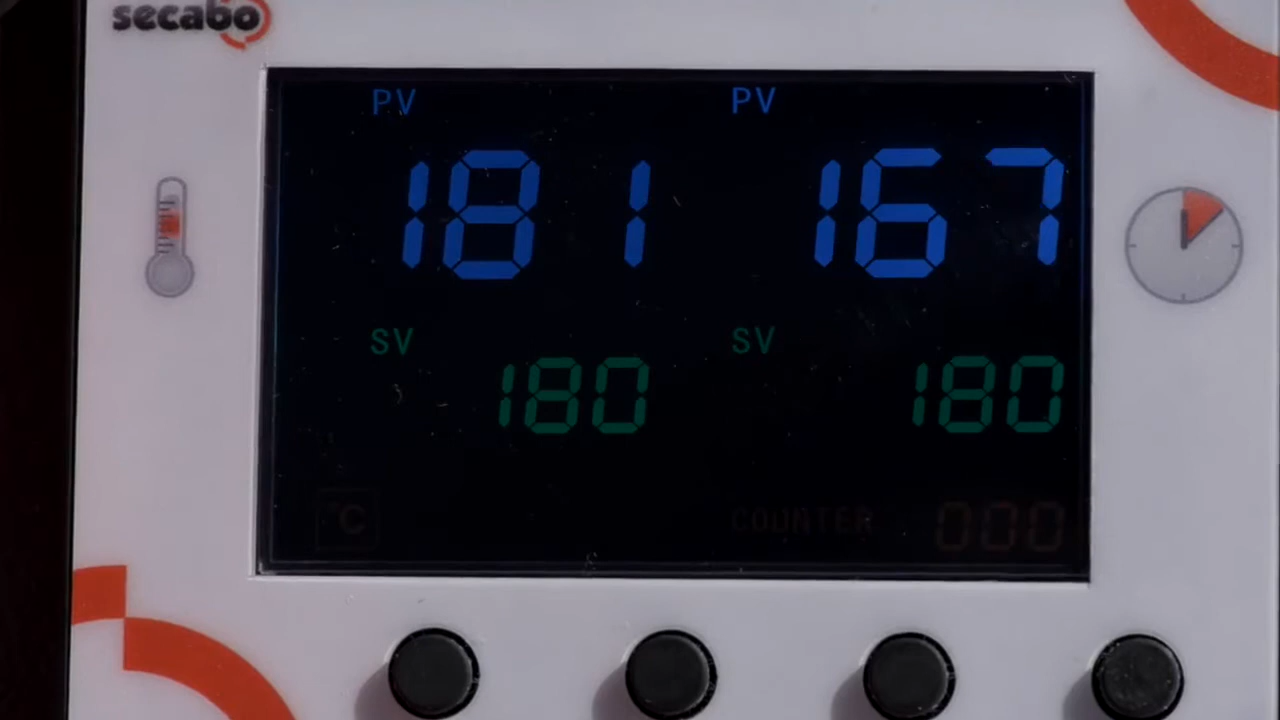 secabo
PV PV
181 167
SV SV
180 180
°C COUNTER 000